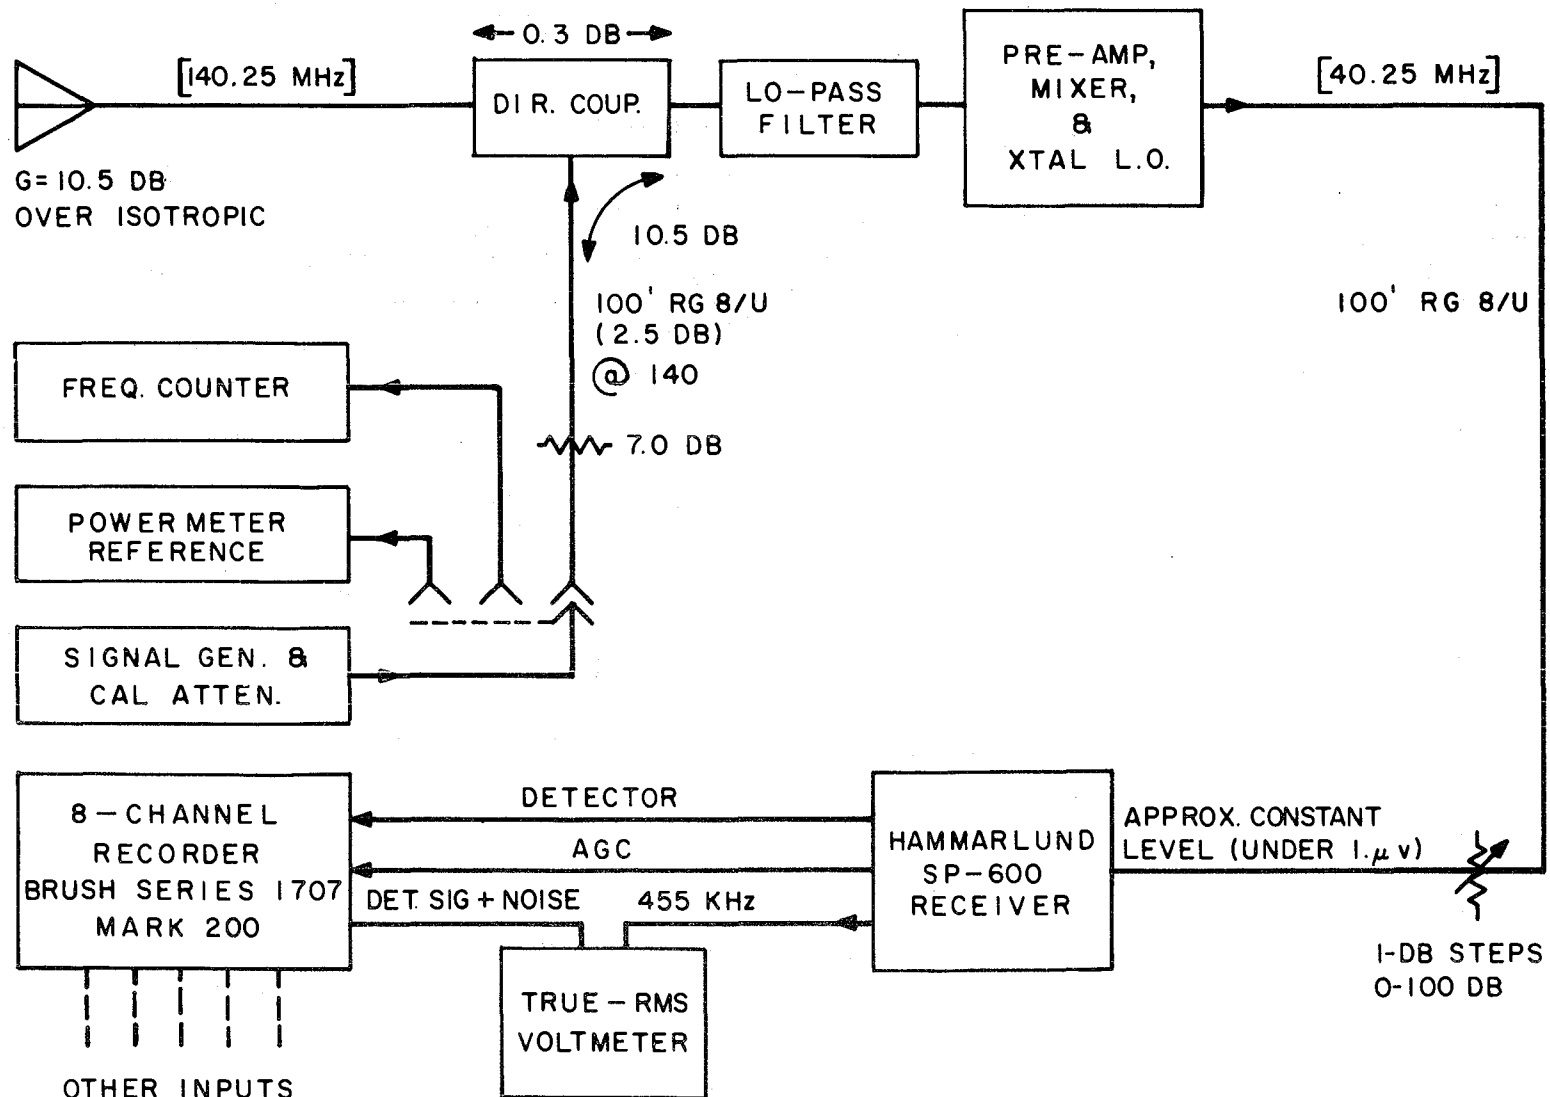 0.3 DB
[140.25 MHz]
DIR. COUP.
LO-PASS
FILTER
PRE-AMP,
MIXER,
&
XTAL L.O.
[40.25 MHz]
G=10.5 DB
OVER ISOTROPIC
10.5 DB
100' RG 8/U
(2.5 DB)
@ 140
100' RG 8/U
FREQ. COUNTER
7.0 DB
POWER METER
REFERENCE
SIGNAL GEN. &
CAL ATTEN.
8-CHANNEL
RECORDER
BRUSH SERIES 1707
MARK 200
DETECTOR
AGC
DET. SIG + NOISE
455 KHz
HAMMARLUND
SP-600
RECEIVER
APPROX. CONSTANT
LEVEL (UNDER 1.μv)
1-DB STEPS
0-100 DB
TRUE-RMS
VOLTMETER
OTHER INPUTS